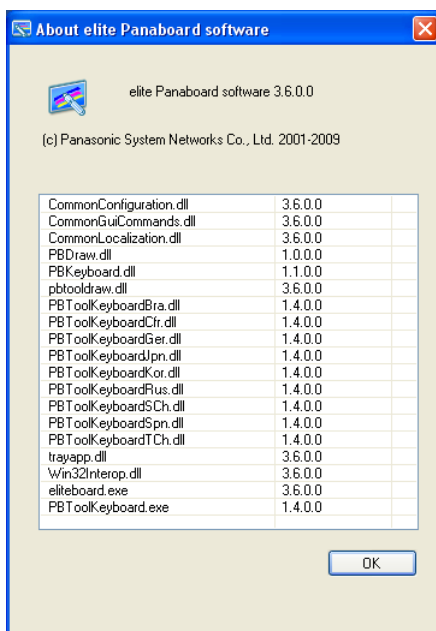 About elite Panaboard software
elite Panaboard software 3.6.0.0
(c) Panasonic System Networks Co., Ltd. 2001-2009
CommonConfiguration.dll 3.6.0.0
CommonGuiCommands.dll 3.6.0.0
CommonLocalization.dll 3.6.0.0
PBDraw.dll 1.0.0.0
PBKeyboard.dll 1.1.0.0
pbtooldraw.dll 3.6.0.0
PBToolKeyboardBra.dll 1.4.0.0
PBToolKeyboardCfr.dll 1.4.0.0
PBToolKeyboardGer.dll 1.4.0.0
PBToolKeyboardJpn.dll 1.4.0.0
PBToolKeyboardKor.dll 1.4.0.0
PBToolKeyboardRus.dll 1.4.0.0
PBToolKeyboardSCh.dll 1.4.0.0
PBToolKeyboardSpn.dll 1.4.0.0
PBToolKeyboardTCh.dll 1.4.0.0
trayapp.dll 3.6.0.0
Win32Interop.dll 3.6.0.0
eliteboard.exe 3.6.0.0
PBToolKeyboard.exe 1.4.0.0
OK